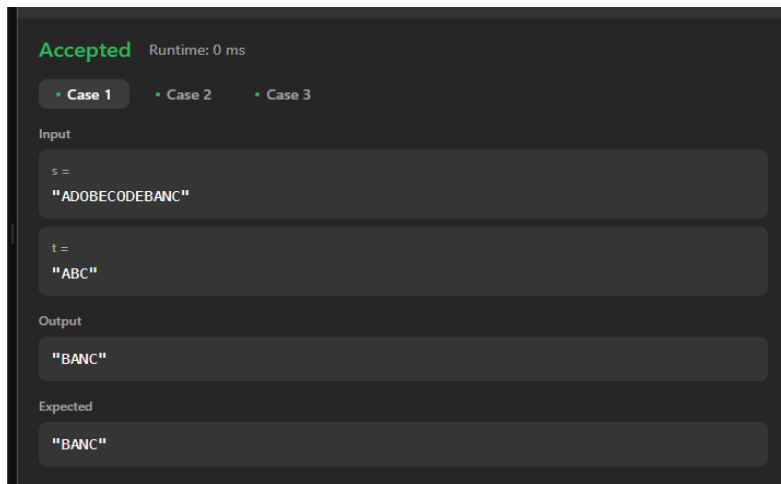 Accepted Runtime: 0 ms
• Case 1 • Case 2 • Case 3
Input
s =
"ADOBECODEBANC"
t =
"ABC"
Output
"BANC"
Expected
"BANC"